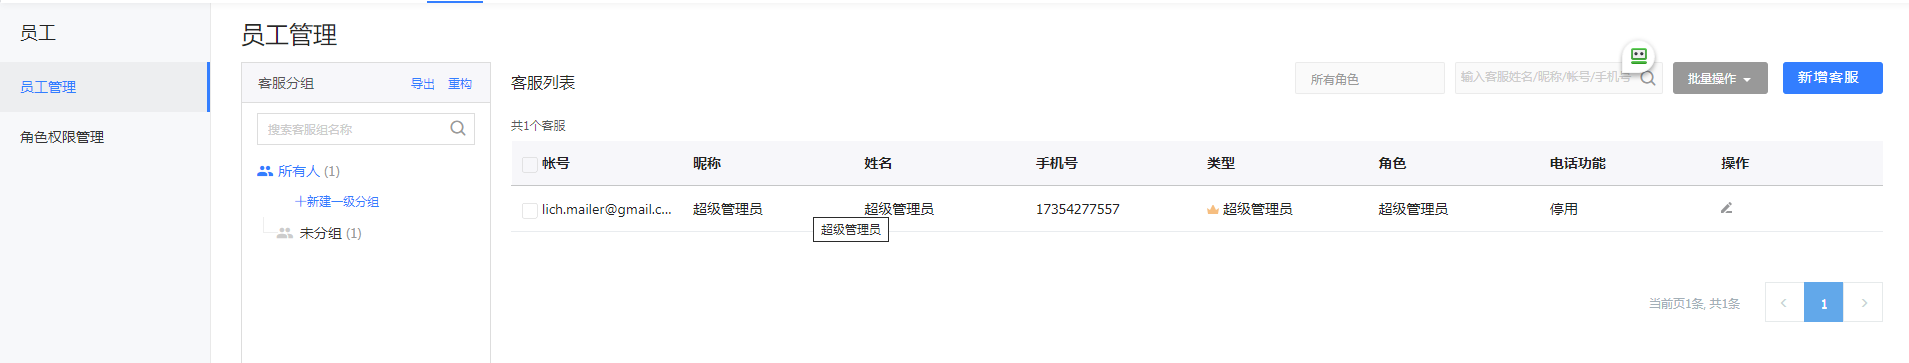 员工
员工管理
角色权限管理
员工管理
客服分组 导出 重构
搜索客服组名称
所有人 (1)
+新建一级分组
未分组 (1)
客服列表
所有角色
输入客服姓名/昵称/帐号/手机号
批量操作
新增客服
共1个客服
帐号 昵称 姓名 手机号 类型 角色 电话功能 操作
lich.mailer@gmail.c... 超级管理员 超级管理员 17354277557 超级管理员 超级管理员 停用
超级管理员
当前页1条, 共1条 < 1 >